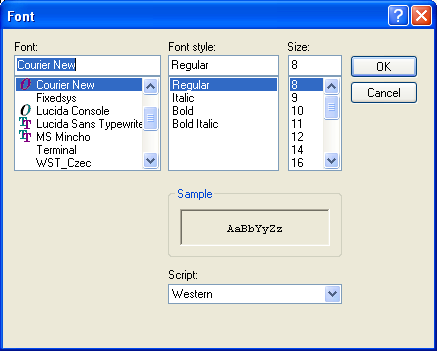 Font
Font: Font style: Size:
Courier New Regular 8 OK
Courier New Regular 8 Cancel
Fixedsys Italic 9
Lucida Console Bold 10
Lucida Sans Typewrite Bold Italic 11
MS Mincho 12
Terminal 14
WST_Czec 16
Sample
AaBbYyZz
Script:
Western